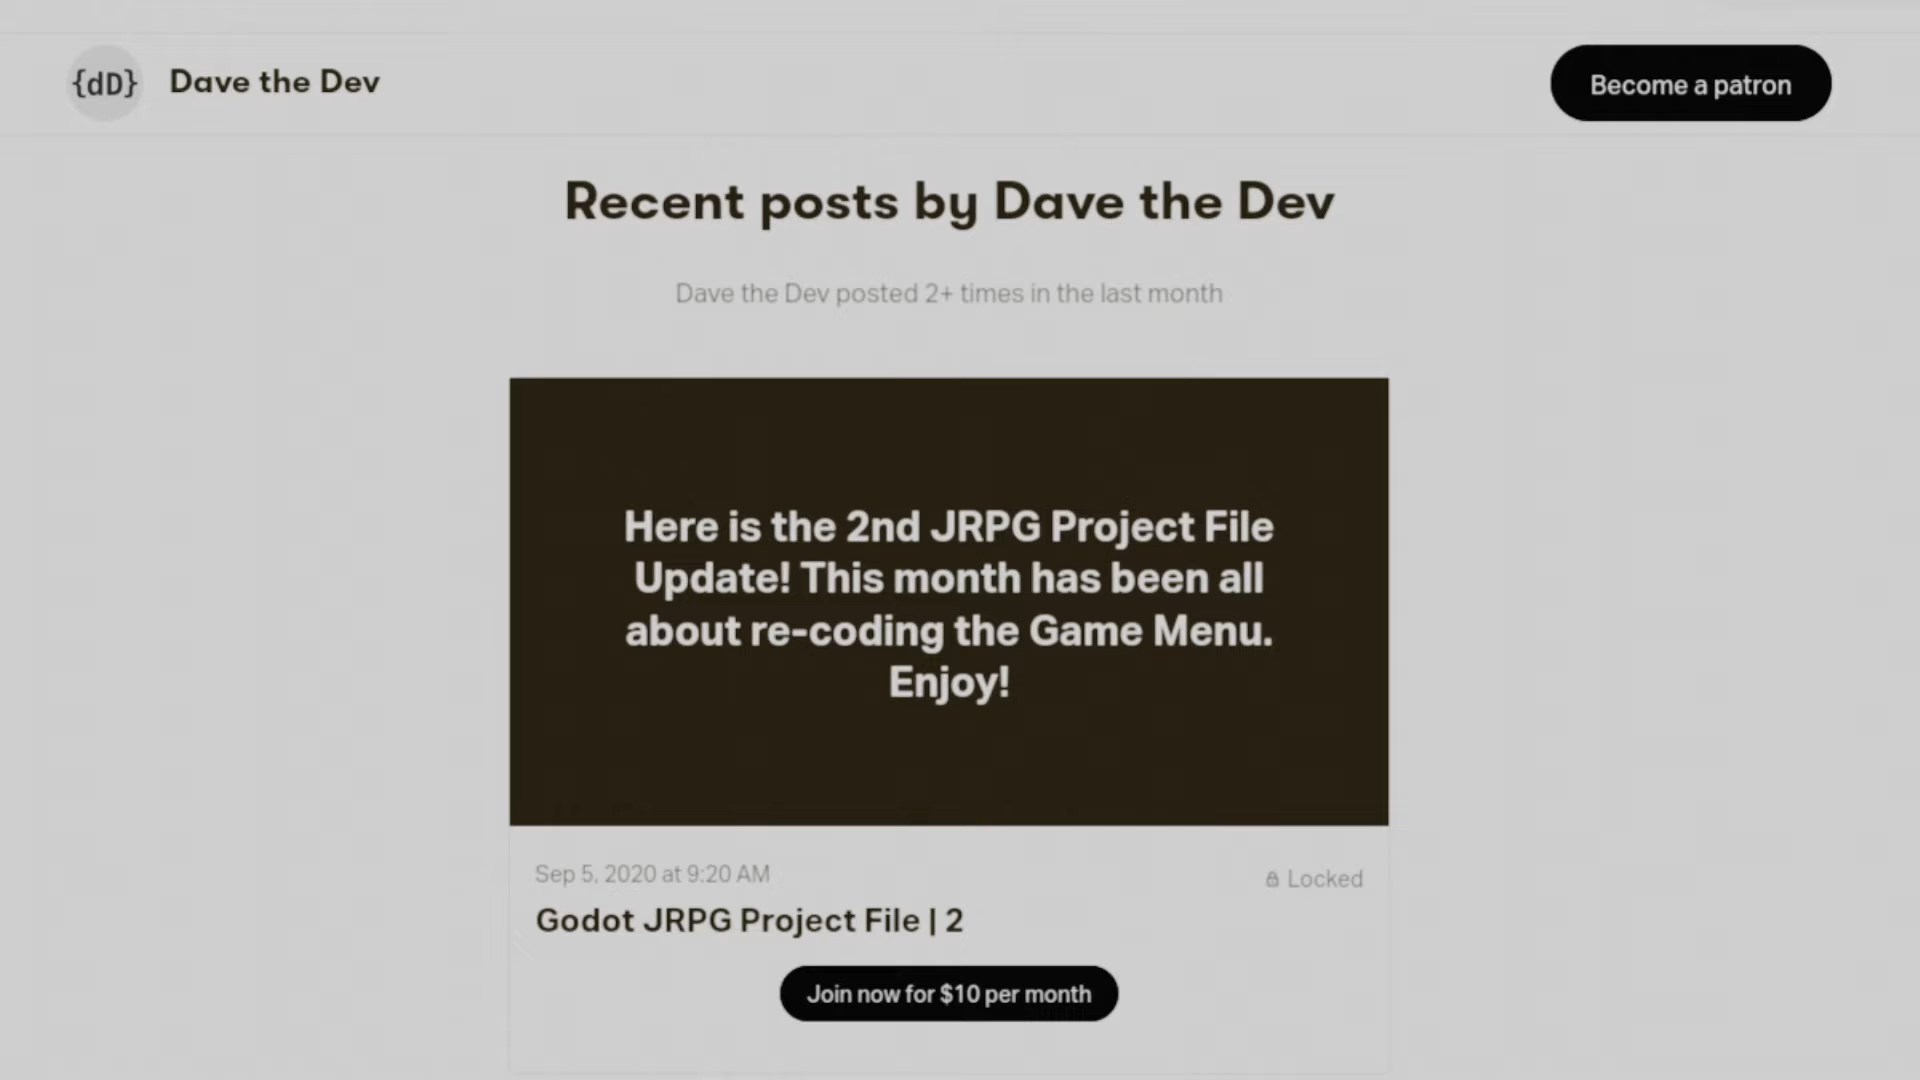 {dD} Dave the Dev
Become a patron
Recent posts by Dave the Dev
Dave the Dev posted 2+ times in the last month
Here is the 2nd JRPG Project File
Update! This month has been all
about re-coding the Game Menu.
Enjoy!
Sep 5, 2020 at 9:20 AM
Locked
Godot JRPG Project File | 2
Join now for $10 per month